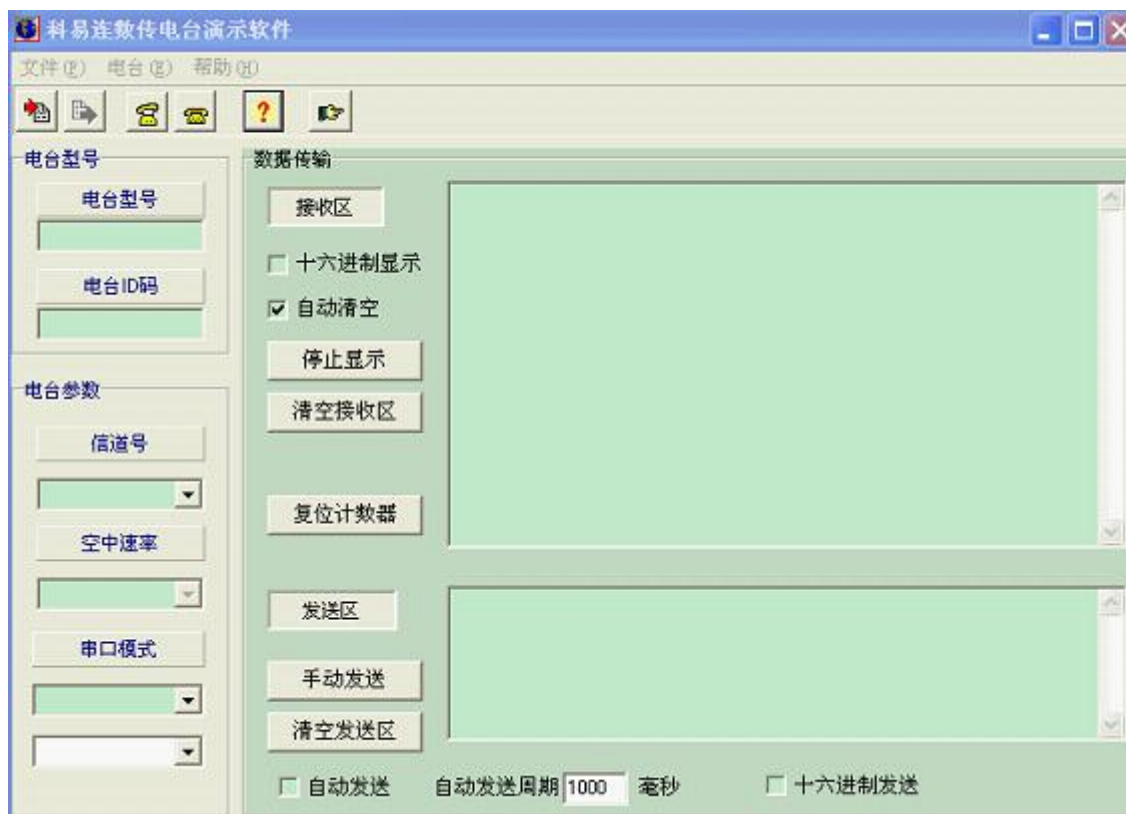 科易连数传电台演示软件
文件(F) 电台(E) 帮助(H)
电台型号
电台型号
电台ID码
电台参数
信道号
空中速率
串口模式
数据传输
接收区
十六进制显示
自动清空
停止显示
清空接收区
复位计数器
发送区
手动发送
清空发送区
自动发送 自动发送周期 1000 毫秒 十六进制发送